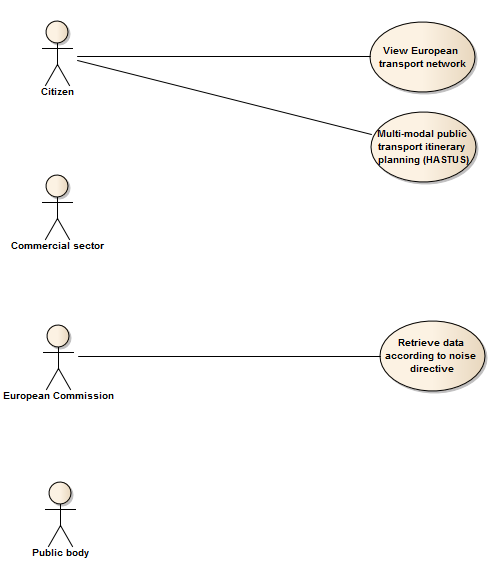 View European
transport network
Citizen
Multi-modal public
transport itinerary
planning (HASTUS)
Commercial sector
Retrieve data
according to noise
directive
European Commission
Public body